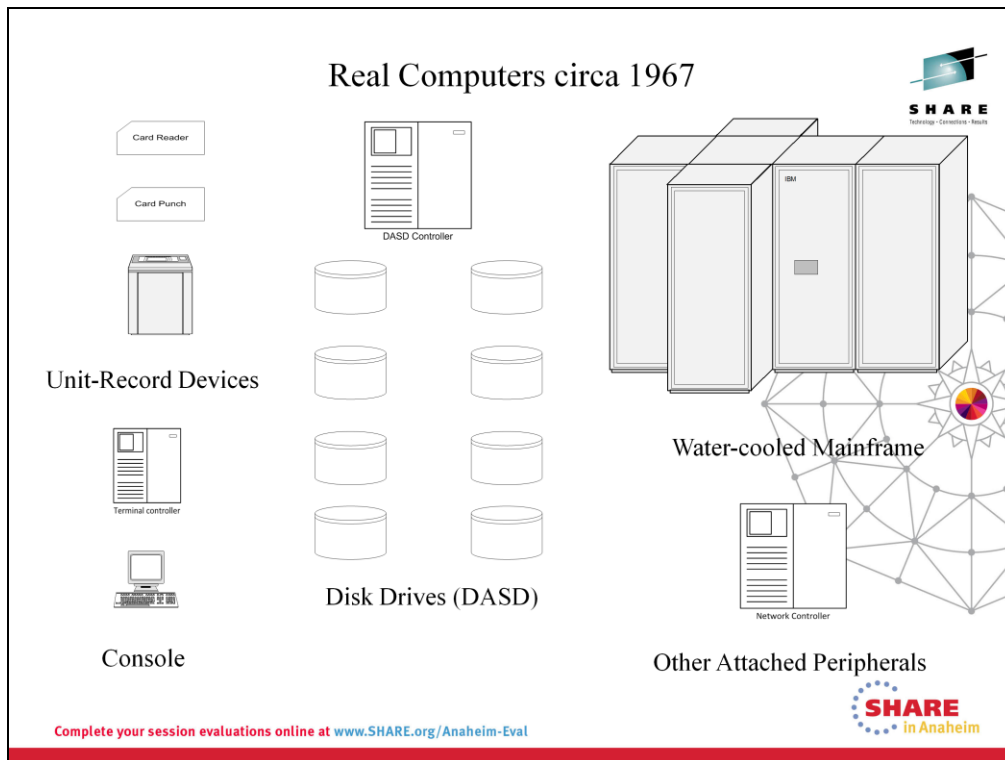 Real Computers circa 1967
SHARE
Technology · Connections · Results
Card Reader
Card Punch
Unit-Record Devices
Terminal controller
Console
DASD Controller
Disk Drives (DASD)
IBM
Water-cooled Mainframe
Network Controller
Other Attached Peripherals
Complete your session evaluations online at www.SHARE.org/Anaheim-Eval
SHARE
in Anaheim